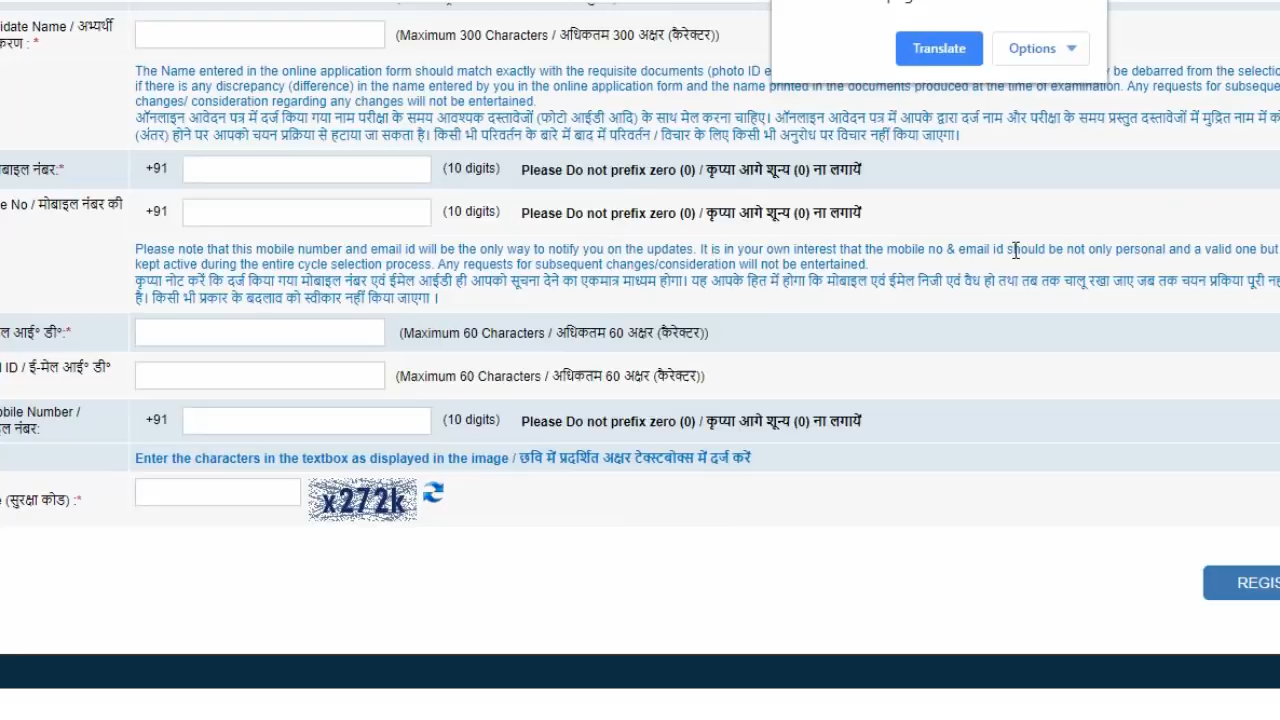 idate Name / अभ्यर्थी
(Maximum 300 Characters / अधिकतम 300 अक्षर (कैरेक्टर))
करण : *
Translate
Options
The Name entered in the online application form should match exactly with the requisite documents (photo ID e
be debarred from the selectio
if there is any discrepancy (difference) in the name entered by you in the online application form and the name printed in the documents produced at the time of examination. Any requests for subseque
changes/ consideration regarding any changes will not be entertained.
ऑनलाइन आवेदन पत्र में दर्ज किया गया नाम परीक्षा के समय आवश्यक दस्तावेजों (फोटो आईडी आदि) के साथ मेल करना चाहिए। ऑनलाइन आवेदन पत्र में आपके द्वारा दर्ज नाम और परीक्षा के समय प्रस्तुत दस्तावेजों में मुद्रित नाम में को
(अंतर) होने पर आपको चयन प्रक्रिया से हटाया जा सकता है। किसी भी परिवर्तन के बारे में बाद में परिवर्तन / विचार के लिए किसी भी अनुरोध पर विचार नहीं किया जाएगा।
बाइल नंबर:*
+91
(10 digits)
Please Do not prefix zero (0) / कृप्या आगे शून्य (0) ना लगायें
e No / मोबाइल नंबर की
+91
(10 digits)
Please Do not prefix zero (0) / कृप्या आगे शून्य (0) ना लगायें
Please note that this mobile number and email id will be the only way to notify you on the updates. It is in your own interest that the mobile no & email id should be not only personal and a valid one but
kept active during the entire cycle selection process. Any requests for subsequent changes/consideration will not be entertained.
कृप्या नोट करें कि दर्ज किया गया मोबाइल नंबर एवं ईमेल आईडी ही आपको सूचना देने का एकमात्र माध्यम होगा। यह आपके हित में होगा कि मोबाइल एवं ईमेल निजी एवं वैध हो तथा तब तक चालू रखा जाए जब तक चयन प्रकिया पूरी नह
है। किसी भी प्रकार के बदलाव को स्वीकार नहीं किया जाएगा ।
ल आई॰ डी॰:*
(Maximum 60 Characters / अधिकतम 60 अक्षर (कैरेक्टर))
ID / ई-मेल आई॰ डी॰
(Maximum 60 Characters / अधिकतम 60 अक्षर (कैरेक्टर))
obile Number /
ल नंबर:
+91
(10 digits)
Please Do not prefix zero (0) / कृप्या आगे शून्य (0) ना लगायें
Enter the characters in the textbox as displayed in the image / छवि में प्रदर्शित अक्षर टेक्स्टबोक्स में दर्ज करें
(सुरक्षा कोड) :*
x272k
REGIS